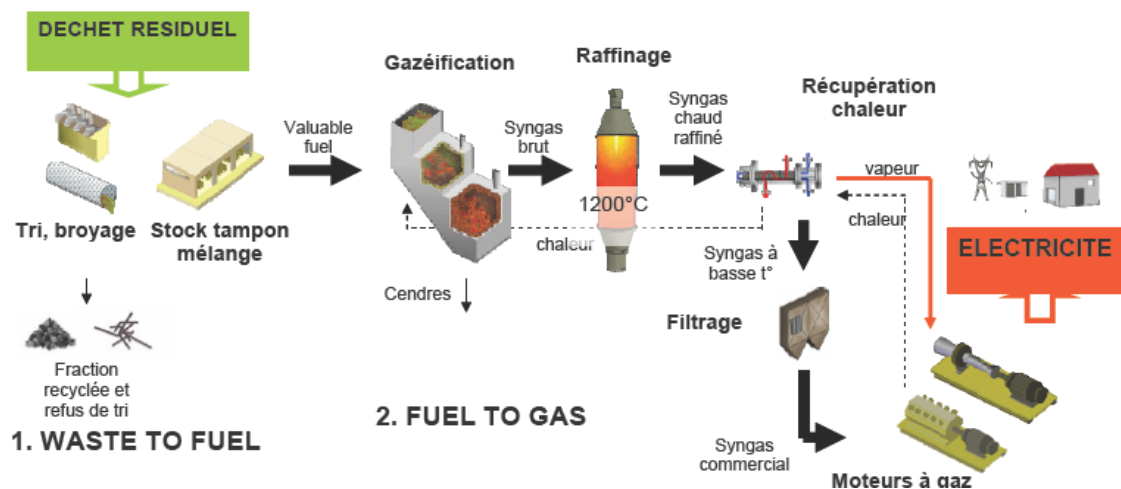 DECHET RESIDUEL
Tri, broyage
Stock tampon
mélange
Fraction
recyclée et
refus de tri
1. WASTE TO FUEL
Valuable
fuel
Gazéification
Cendres
Syngas
brut
chaleur
Raffinage
1200°C
Syngas
chaud
raffiné
2. FUEL TO GAS
Récupération
chaleur
vapeur
chaleur
Syngas à
basse t°
Filtrage
Syngas
commercial
ELECTRICITE
Moteurs à gaz